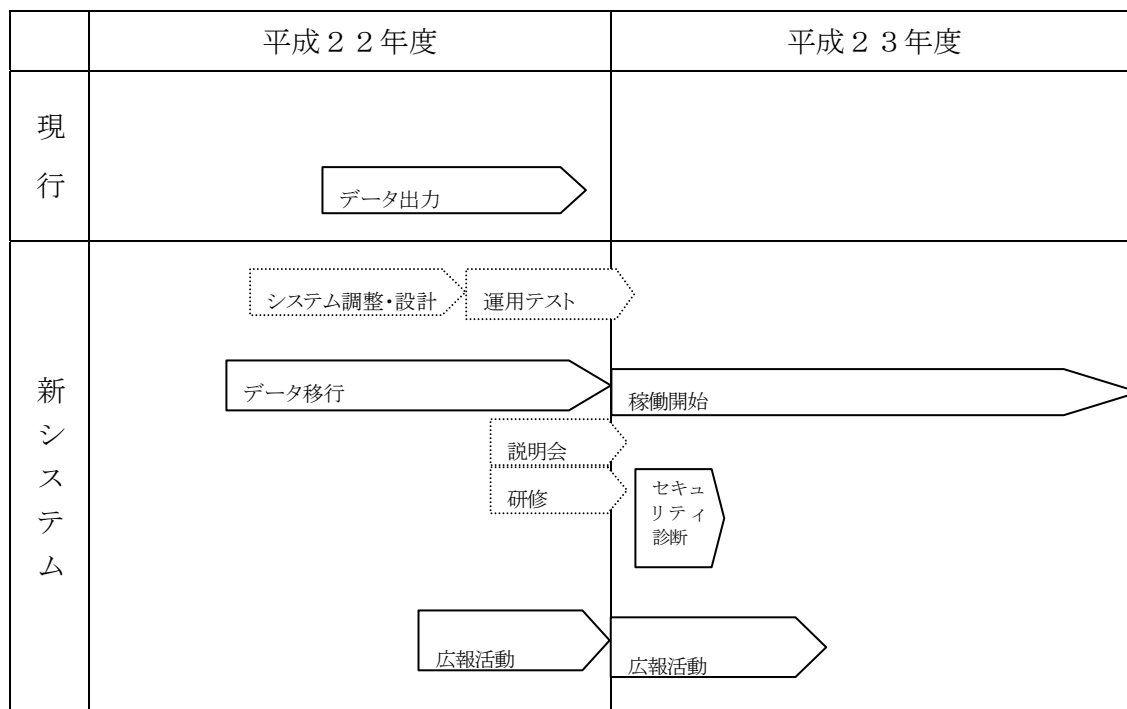 平成２２年度
平成２３年度
現
行
データ出力
新
シ
ス
テ
ム
システム調整・設計
運用テスト
データ移行
稼働開始
説明会
研修
セキュ
リティ
診断
広報活動
広報活動